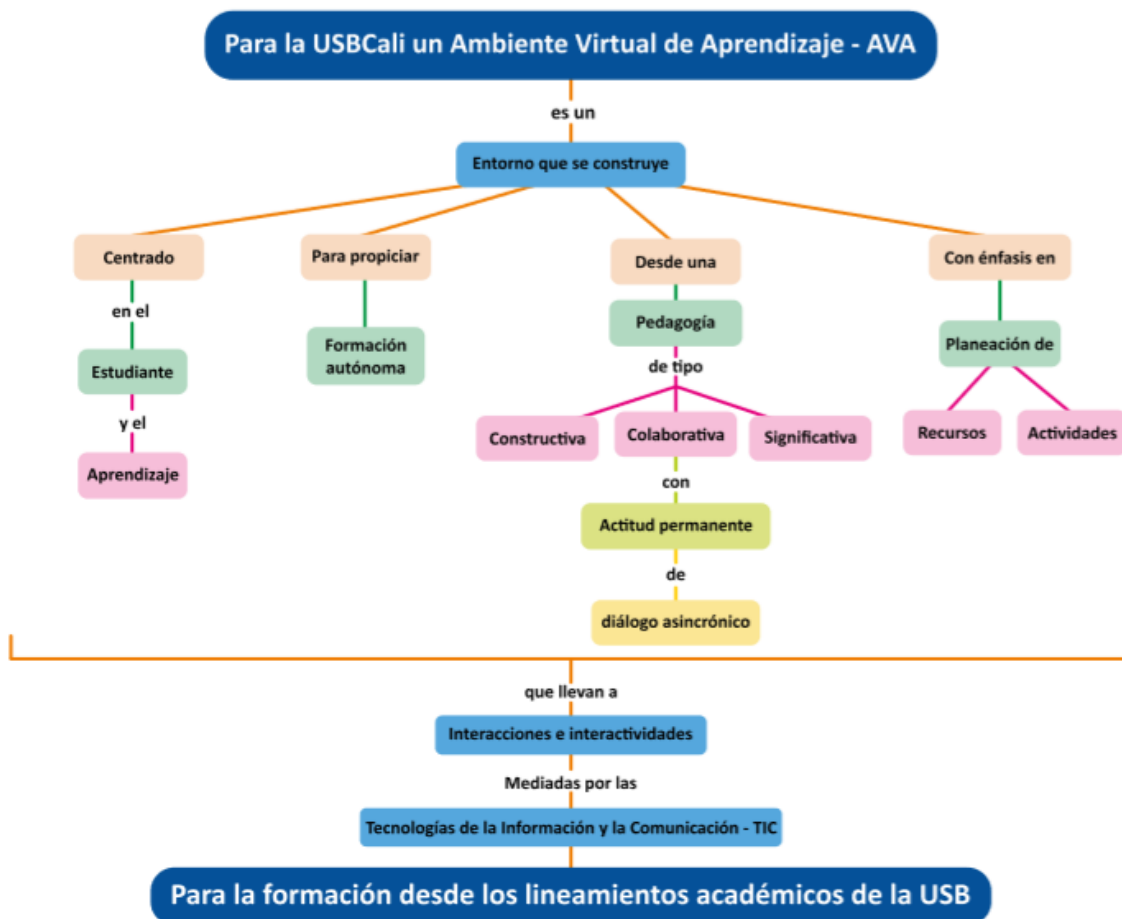 Para la USBCali un Ambiente Virtual de Aprendizaje - AVA
es un
Entorno que se construye
Centrado
en el
Estudiante
y el
Aprendizaje
Para propiciar
Formación
autónoma
Desde una
Pedagogía
de tipo
Constructiva
Colaborativa
Significativa
con
Actitud permanente
de
diálogo asincrónico
Con énfasis en
Planeación de
Recursos
Actividades
que llevan a
Interacciones e interactividades
Mediadas por las
Tecnologías de la Información y la Comunicación - TIC
Para la formación desde los lineamientos académicos de la USB